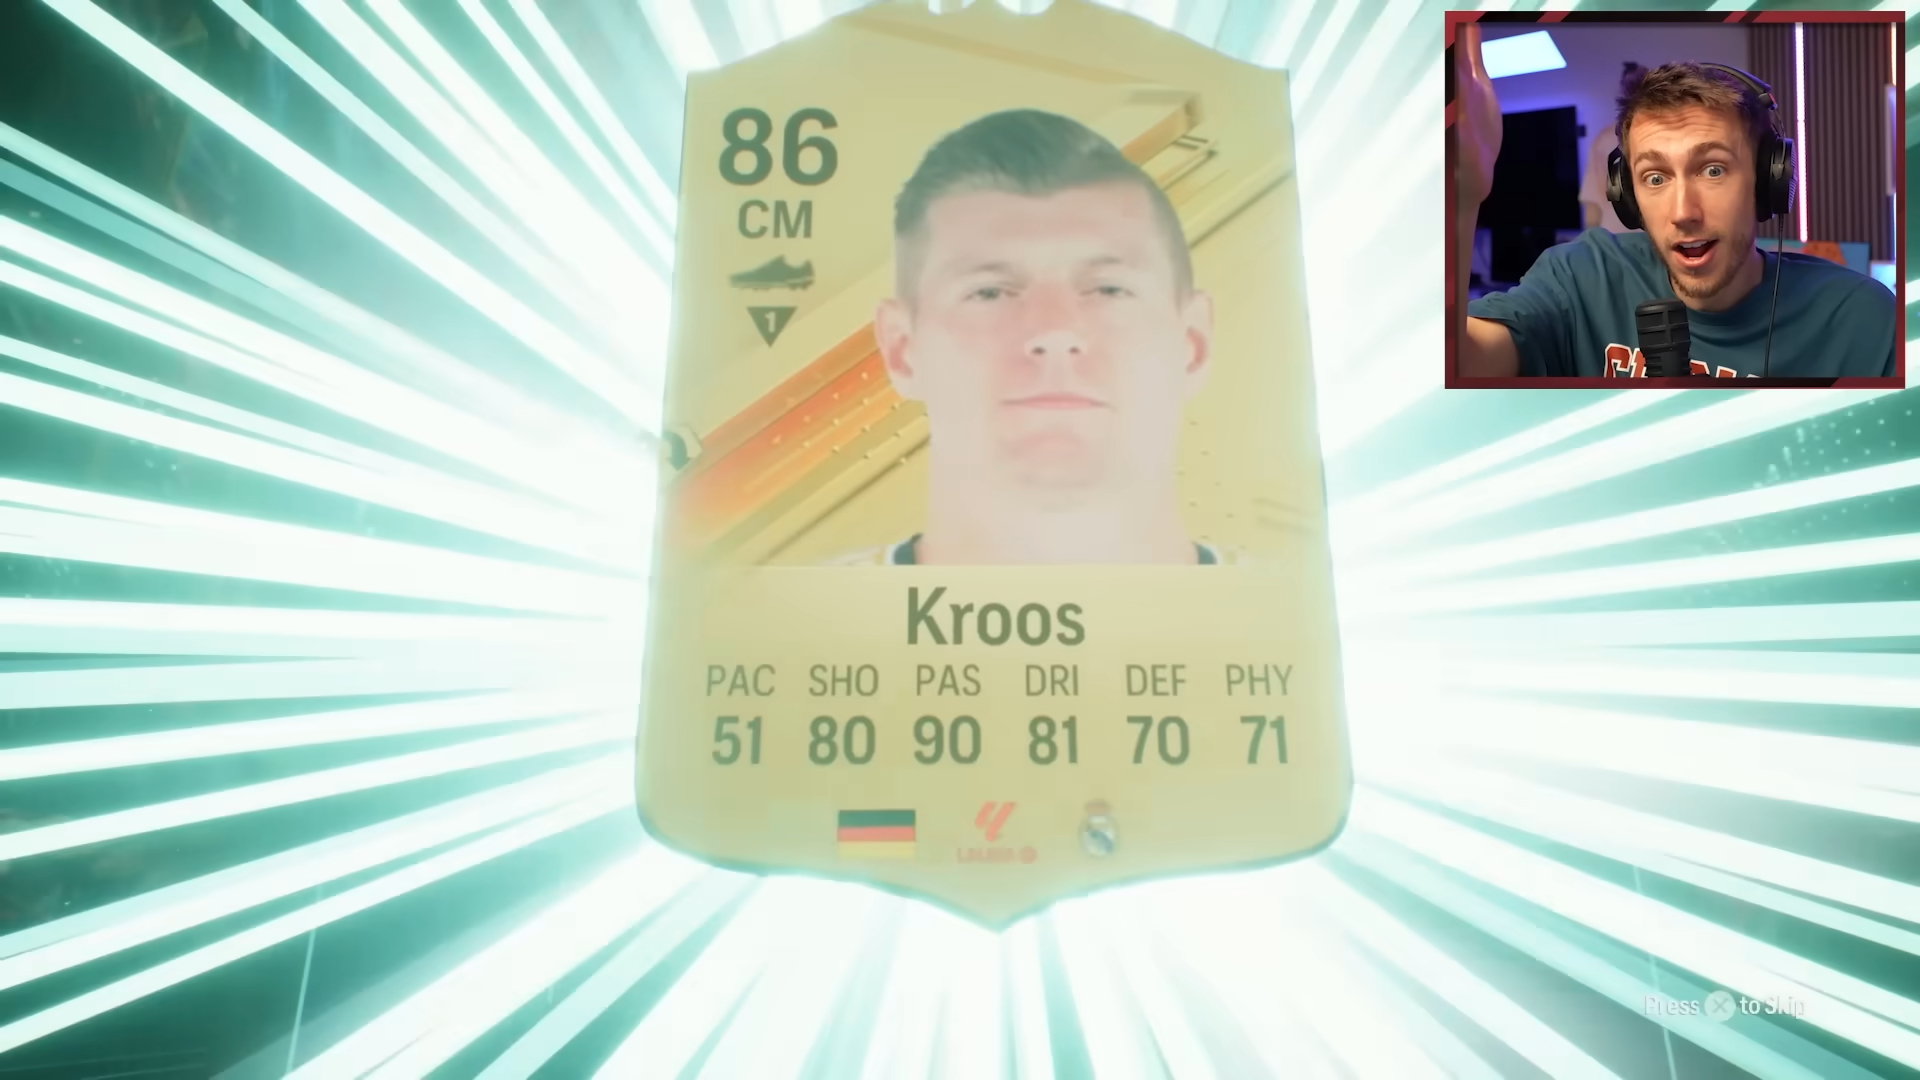 86
CM
1
Kroos
PAC SHO PAS DRI DEF PHY
51 80 90 81 70 71
LALIGA
Press X to Skip